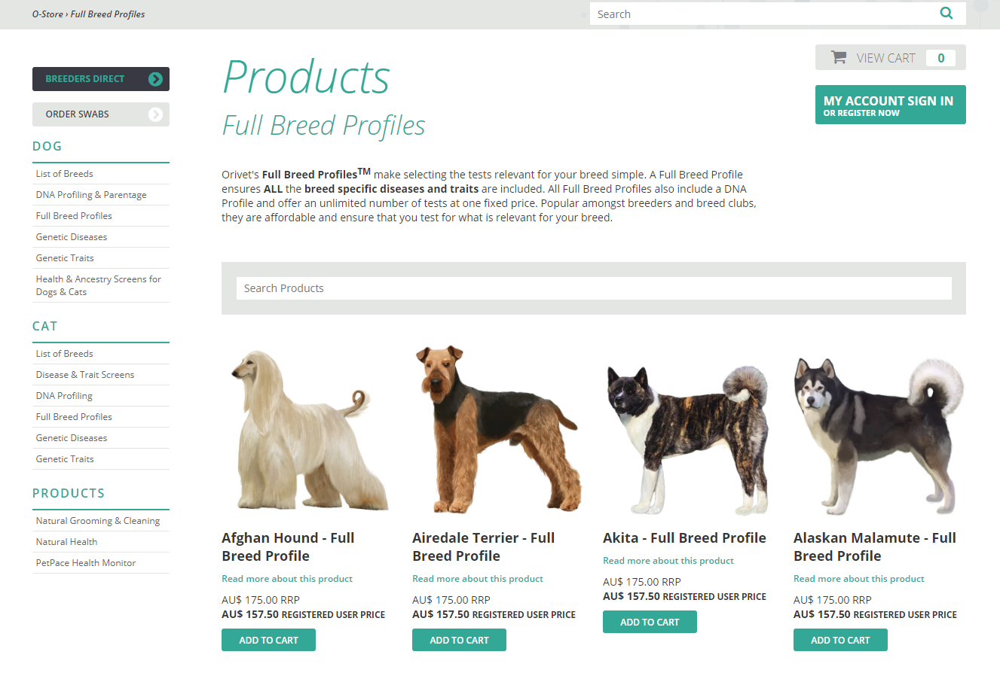 O-Store › Full Breed Profiles
Search
VIEW CART 0
MY ACCOUNT SIGN IN
OR REGISTER NOW
BREEDERS DIRECT
ORDER SWABS
DOG
List of Breeds
DNA Profiling & Parentage
Full Breed Profiles
Genetic Diseases
Genetic Traits
Health & Ancestry Screens for
Dogs & Cats
CAT
List of Breeds
Disease & Trait Screens
DNA Profiling
Full Breed Profiles
Genetic Diseases
Genetic Traits
PRODUCTS
Natural Grooming & Cleaning
Natural Health
PetPace Health Monitor
Products
Full Breed Profiles
Orivet's Full Breed Profiles™ make selecting the tests relevant for your breed simple. A Full Breed Profile
ensures ALL the breed specific diseases and traits are included. All Full Breed Profiles also include a DNA
Profile and offer an unlimited number of tests at one fixed price. Popular amongst breeders and breed clubs,
they are affordable and ensure that you test for what is relevant for your breed.
Search Products
Afghan Hound - Full
Breed Profile
Read more about this product
AU$ 175.00 RRP
AU$ 157.50 REGISTERED USER PRICE
ADD TO CART
Airedale Terrier - Full
Breed Profile
Read more about this product
AU$ 175.00 RRP
AU$ 157.50 REGISTERED USER PRICE
ADD TO CART
Akita - Full Breed Profile
Read more about this product
AU$ 175.00 RRP
AU$ 157.50 REGISTERED USER PRICE
ADD TO CART
Alaskan Malamute - Full
Breed Profile
Read more about this product
AU$ 175.00 RRP
AU$ 157.50 REGISTERED USER PRICE
ADD TO CART